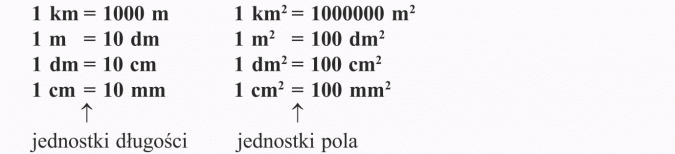 1 km = 1000 m 1 km² = 1000000 m²
1 m = 10 dm 1 m² = 100 dm²
1 dm = 10 cm 1 dm² = 100 cm²
1 cm = 10 mm 1 cm² = 100 mm²
↑ ↑
jednostki długości jednostki pola